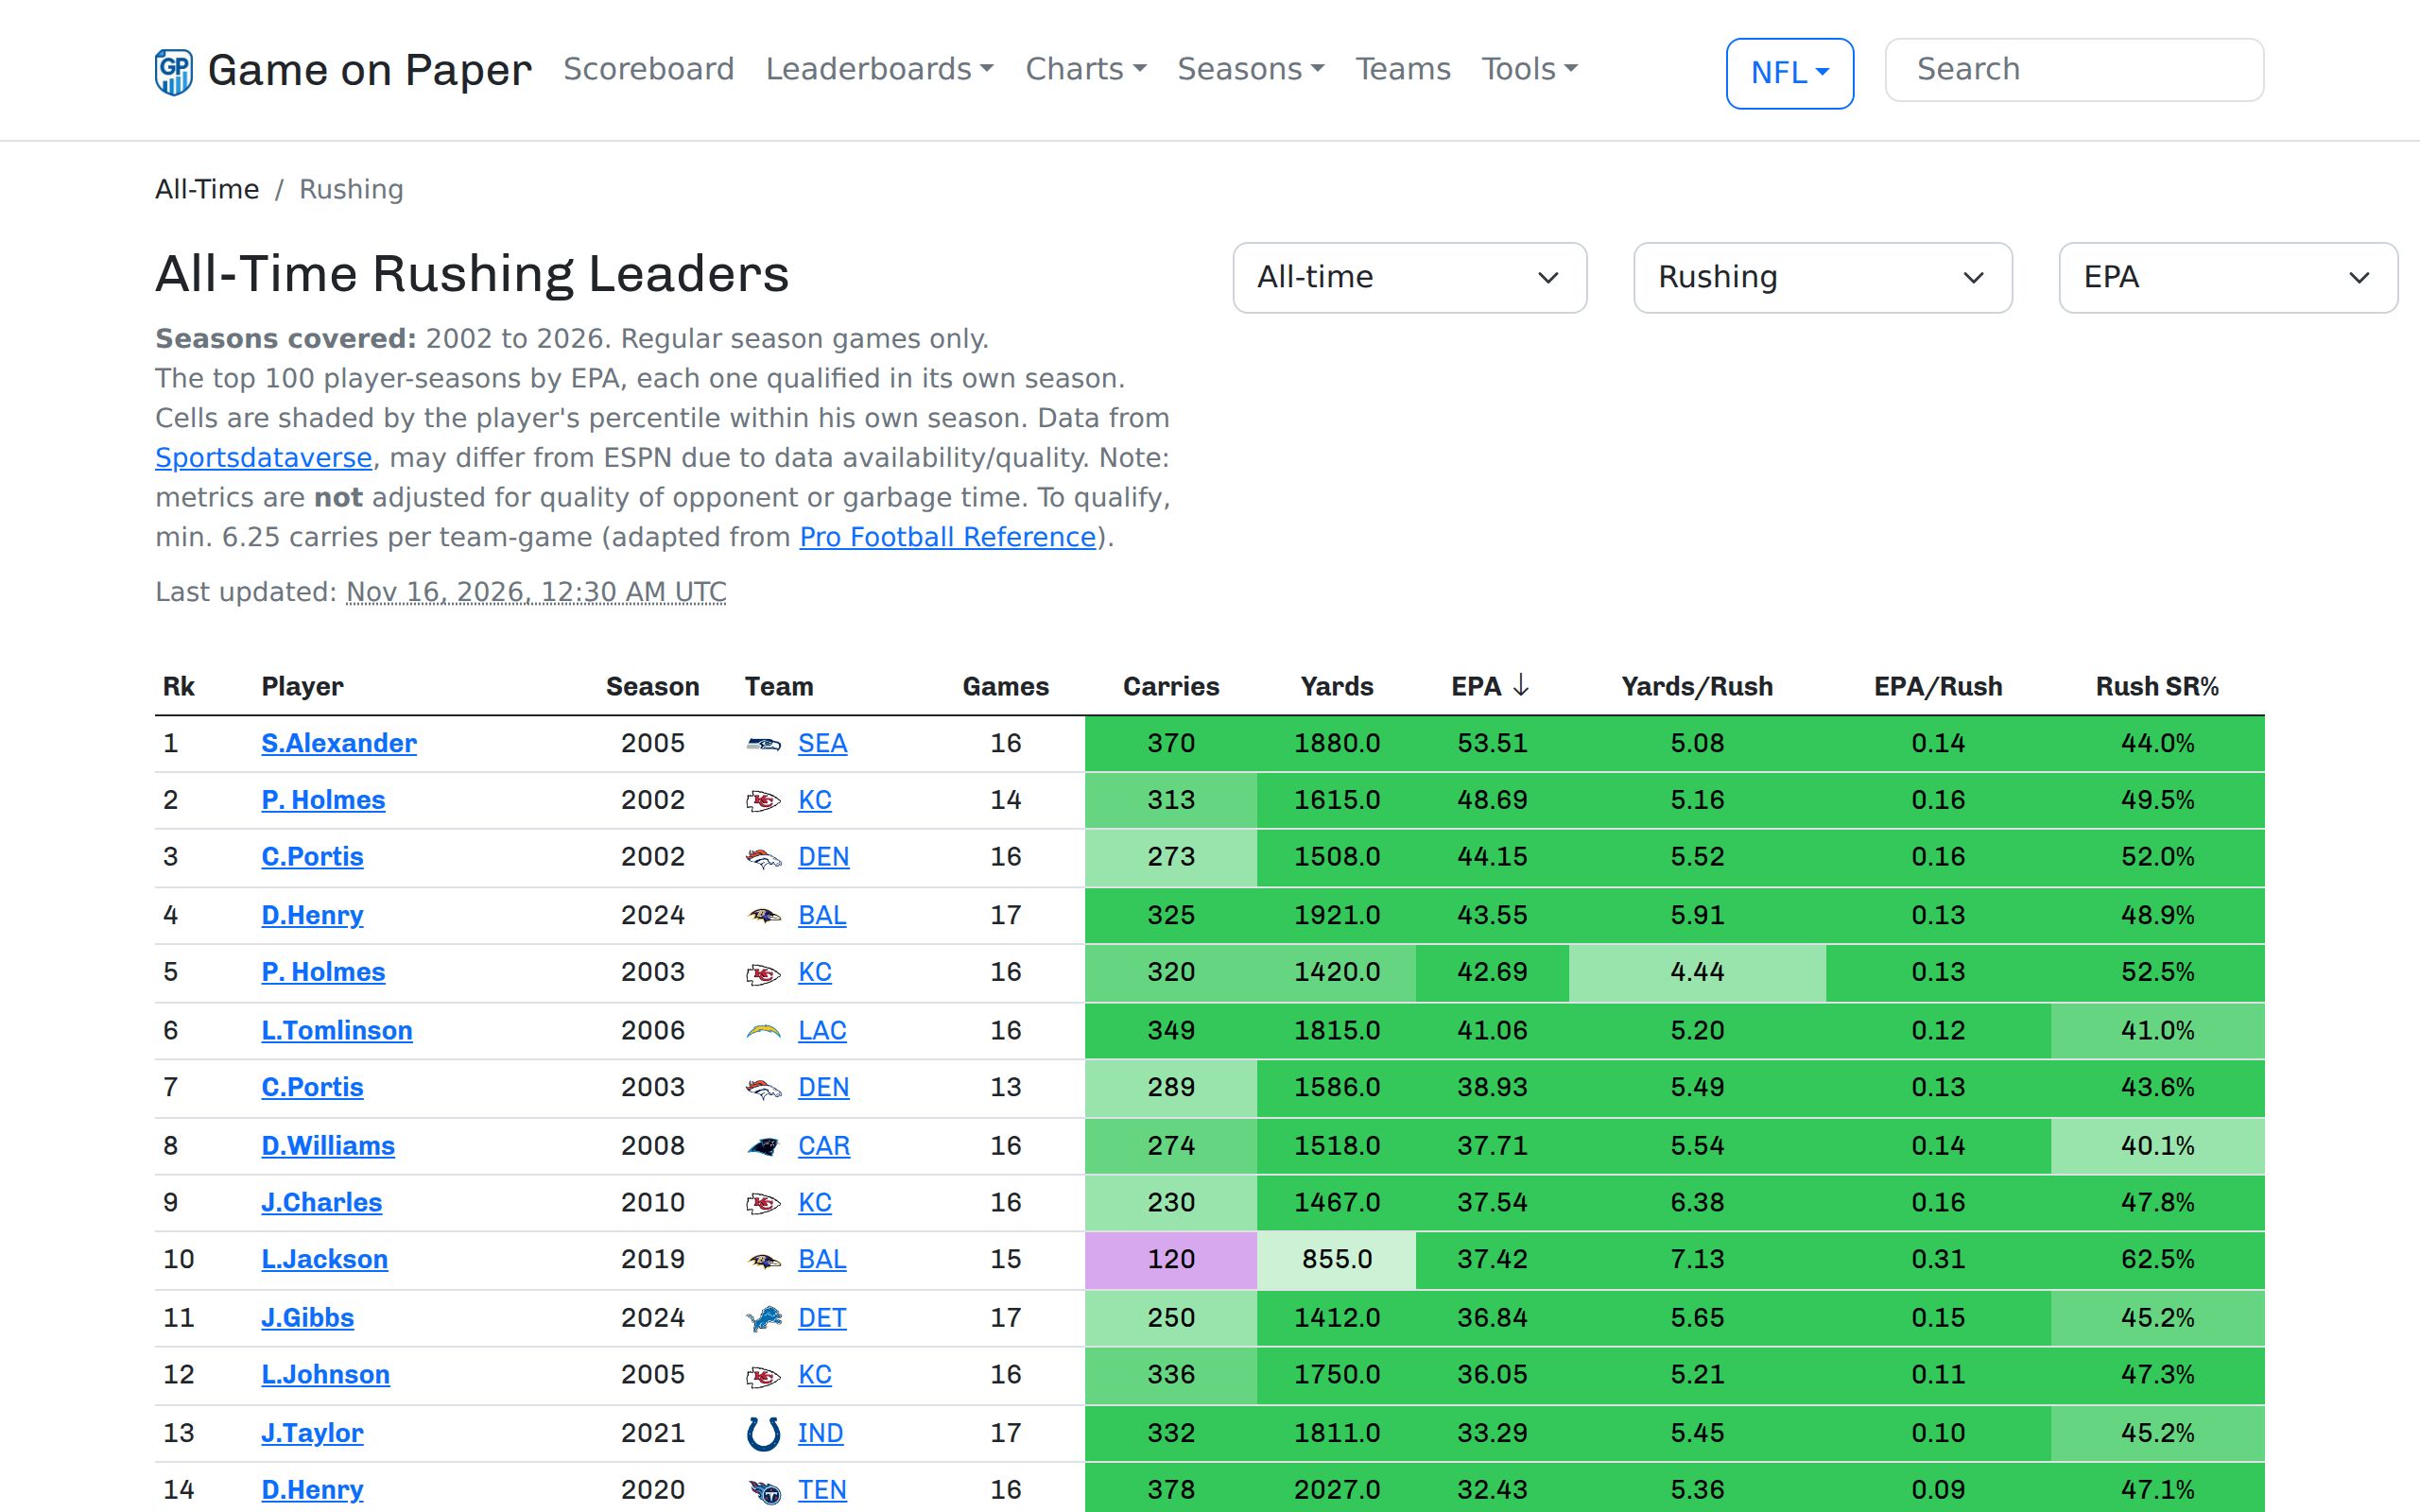 GP Game on Paper Scoreboard Leaderboards Charts Seasons Teams Tools NFL Search
All-Time / Rushing
All-Time Rushing Leaders All-time Rushing EPA
Seasons covered: 2002 to 2026. Regular season games only.
The top 100 player-seasons by EPA, each one qualified in its own season.
Cells are shaded by the player's percentile within his own season. Data from
Sportsdataverse, may differ from ESPN due to data availability/quality. Note:
metrics are not adjusted for quality of opponent or garbage time. To qualify,
min. 6.25 carries per team-game (adapted from Pro Football Reference).
Last updated: Nov 16, 2026, 12:30 AM UTC
Rk Player Season Team Games Carries Yards EPA ↓ Yards/Rush EPA/Rush Rush SR%
1 S.Alexander 2005 SEA 16 370 1880.0 53.51 5.08 0.14 44.0%
2 P. Holmes 2002 KC 14 313 1615.0 48.69 5.16 0.16 49.5%
3 C.Portis 2002 DEN 16 273 1508.0 44.15 5.52 0.16 52.0%
4 D.Henry 2024 BAL 17 325 1921.0 43.55 5.91 0.13 48.9%
5 P. Holmes 2003 KC 16 320 1420.0 42.69 4.44 0.13 52.5%
6 L.Tomlinson 2006 LAC 16 349 1815.0 41.06 5.20 0.12 41.0%
7 C.Portis 2003 DEN 13 289 1586.0 38.93 5.49 0.13 43.6%
8 D.Williams 2008 CAR 16 274 1518.0 37.71 5.54 0.14 40.1%
9 J.Charles 2010 KC 16 230 1467.0 37.54 6.38 0.16 47.8%
10 L.Jackson 2019 BAL 15 120 855.0 37.42 7.13 0.31 62.5%
11 J.Gibbs 2024 DET 17 250 1412.0 36.84 5.65 0.15 45.2%
12 L.Johnson 2005 KC 16 336 1750.0 36.05 5.21 0.11 47.3%
13 J.Taylor 2021 IND 17 332 1811.0 33.29 5.45 0.10 45.2%
14 D.Henry 2020 TEN 16 378 2027.0 32.43 5.36 0.09 47.1%